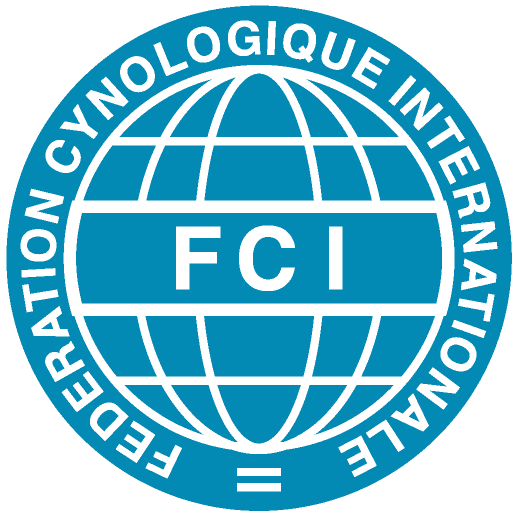 FEDERATION CYNOLOGIQUE INTERNATIONALE
FCI
=